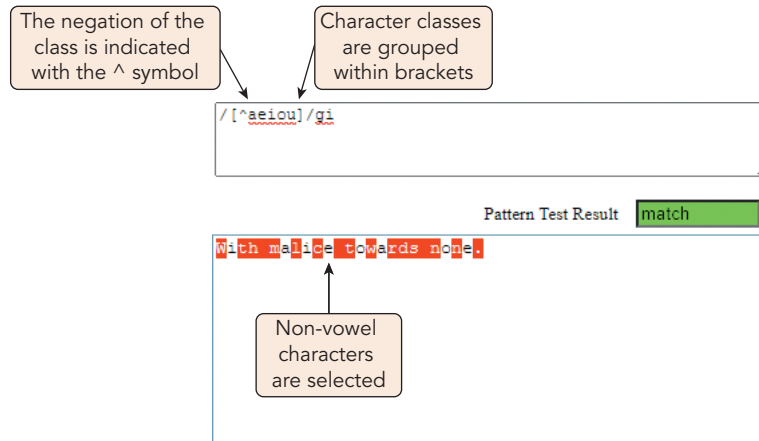 The negation of the
class is indicated
with the ^ symbol
Character classes
are grouped
within brackets
/[^aeiou]/gi
Pattern Test Result
match
With malice towards none.
Non-vowel
characters
are selected